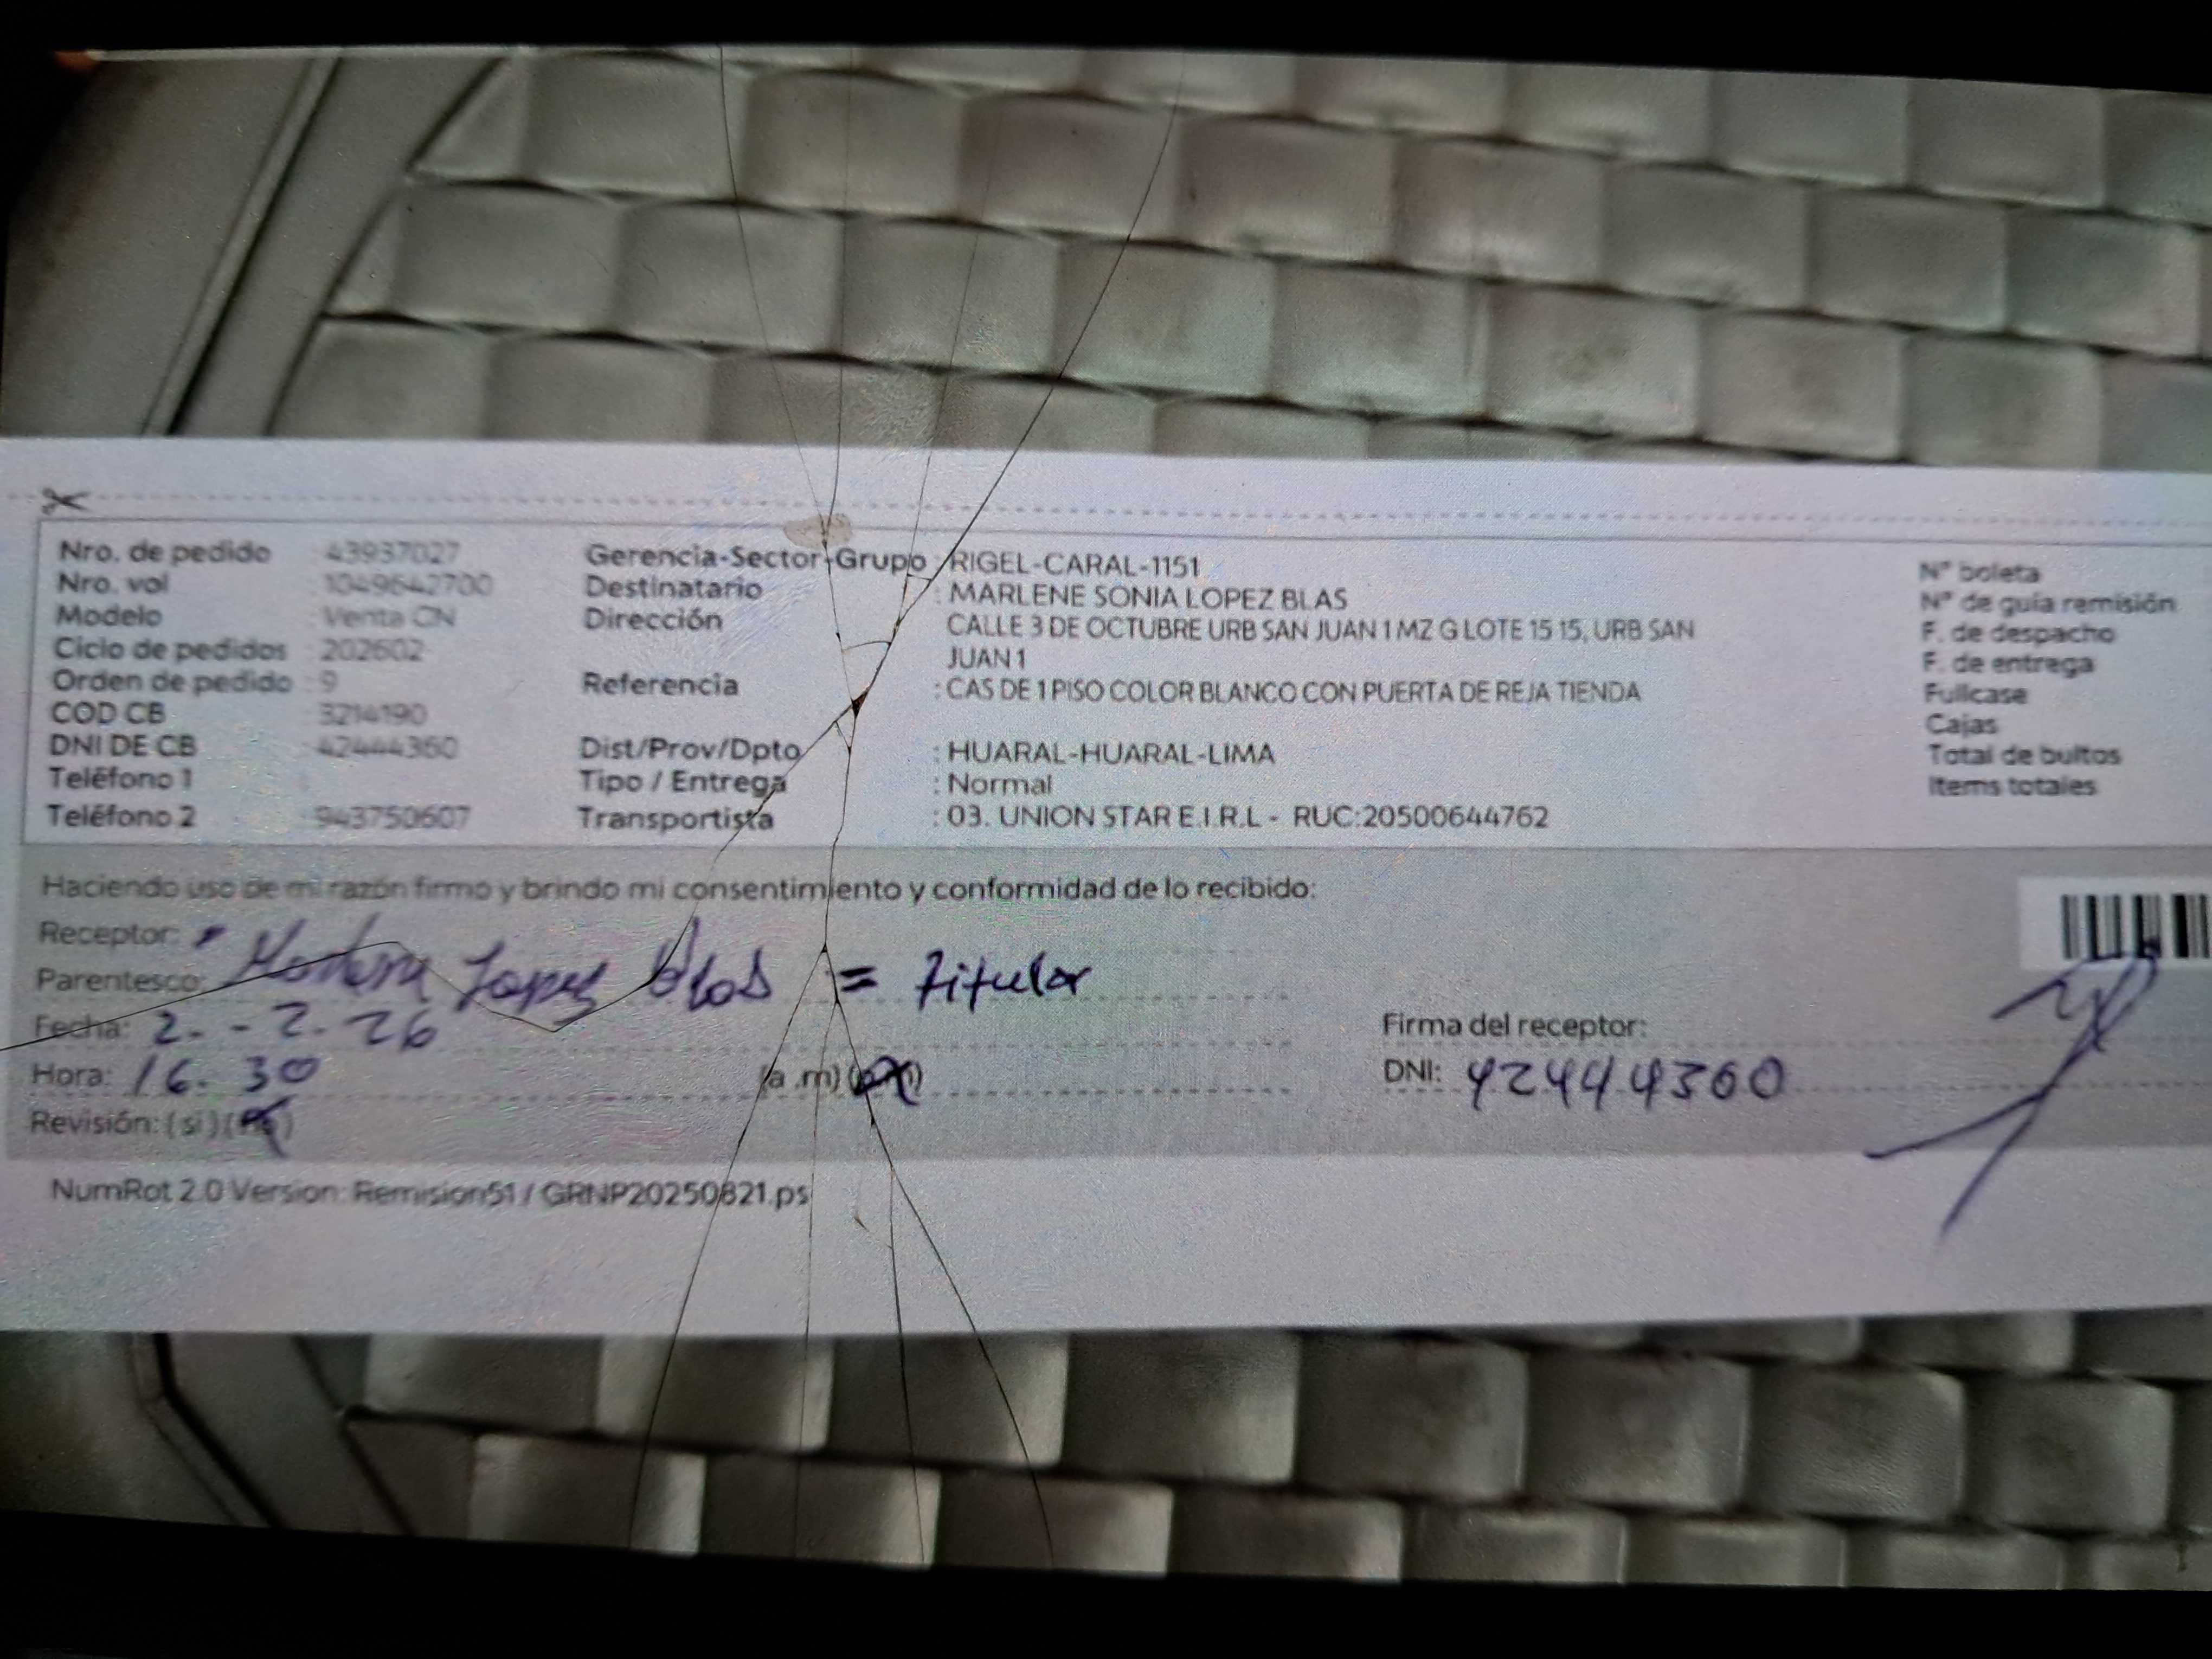 Nro. de pedido : 43937027
Nro. vol : 1049642700
Modelo : Venta CN
Ciclo de pedidos : 202602
Orden de pedido : 9
COD CB : 3214190
DNI DE CB : 42444360
Teléfono 1 :
Teléfono 2 : 943750607
Gerencia-Sector-Grupo : RIGEL-CARAL-1151
Destinatario : MARLENE SONIA LOPEZ BLAS
Dirección : CALLE 3 DE OCTUBRE URB SAN JUAN 1 MZ G LOTE 15 15, URB SAN
JUAN 1
Referencia : CAS DE 1 PISO COLOR BLANCO CON PUERTA DE REJA TIENDA
Dist/Prov/Dpto : HUARAL-HUARAL-LIMA
Tipo / Entrega : Normal
Transportista : 03. UNION STAR E.I.R.L - RUC:20500644762
N° boleta
N° de guía remisión
F. de despacho
F. de entrega
Fullcase
Cajas
Total de bultos
Items totales
Haciendo uso de mi razón firmo y brindo mi consentimiento y conformidad de lo recibido:
Receptor:
Parentesco: Lopez Blas = titular
Fecha: 2. - 2. 26
Firma del receptor:
Hora: 16. 30 (a .m)
DNI: 42444360
Revisión: ( si ) (no)
NumRot 2.0 Version: Remision51 / GRNP20250821.ps